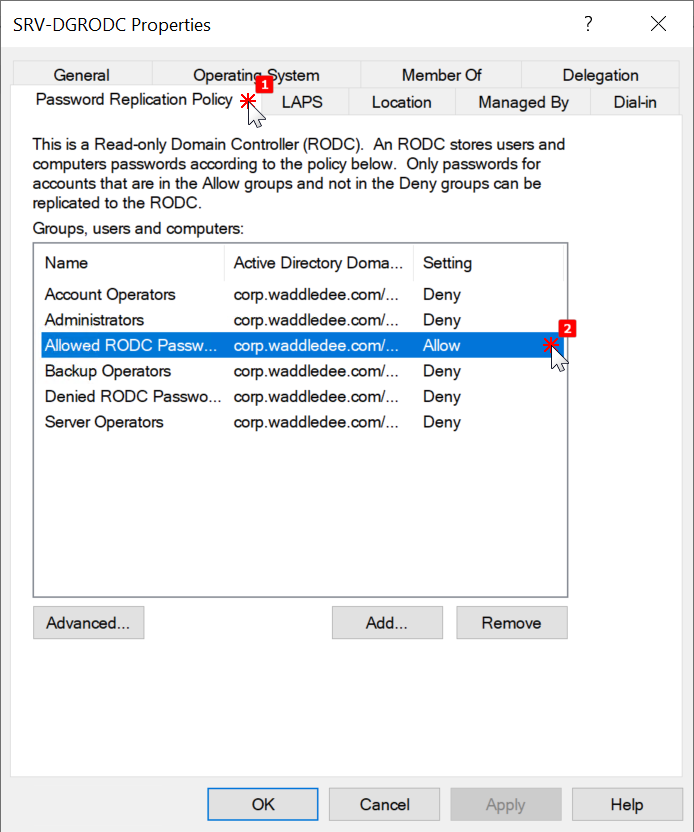 SRV-DGRODC Properties
?
General Operating System Member Of Delegation
1
Password Replication Policy LAPS Location Managed By Dial-in
This is a Read-only Domain Controller (RODC). An RODC stores users and
computers passwords according to the policy below. Only passwords for
accounts that are in the Allow groups and not in the Deny groups can be
replicated to the RODC.
Groups, users and computers:
Name Active Directory Doma... Setting
Account Operators corp.waddledee.com/... Deny
Administrators corp.waddledee.com/... Deny
2
Allowed RODC Passw... corp.waddledee.com/... Allow
Backup Operators corp.waddledee.com/... Deny
Denied RODC Passwo... corp.waddledee.com/... Deny
Server Operators corp.waddledee.com/... Deny
Advanced... Add... Remove
OK Cancel Apply Help